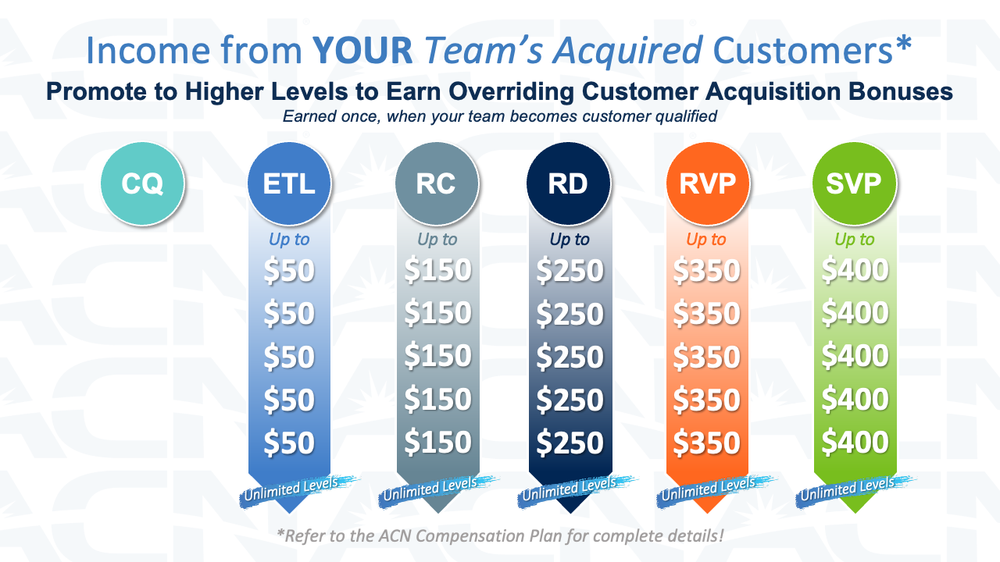 Income from YOUR Team's Acquired Customers*
Promote to Higher Levels to Earn Overriding Customer Acquisition Bonuses
Earned once, when your team becomes customer qualified
CQ ETL RC RD RVP SVP
Up to Up to Up to Up to Up to
$50 $150 $250 $350 $400
$50 $150 $250 $350 $400
$50 $150 $250 $350 $400
$50 $150 $250 $350 $400
$50 $150 $250 $350 $400
Unlimited Levels Unlimited Levels Unlimited Levels Unlimited Levels Unlimited Levels
*Refer to the ACN Compensation Plan for complete details!